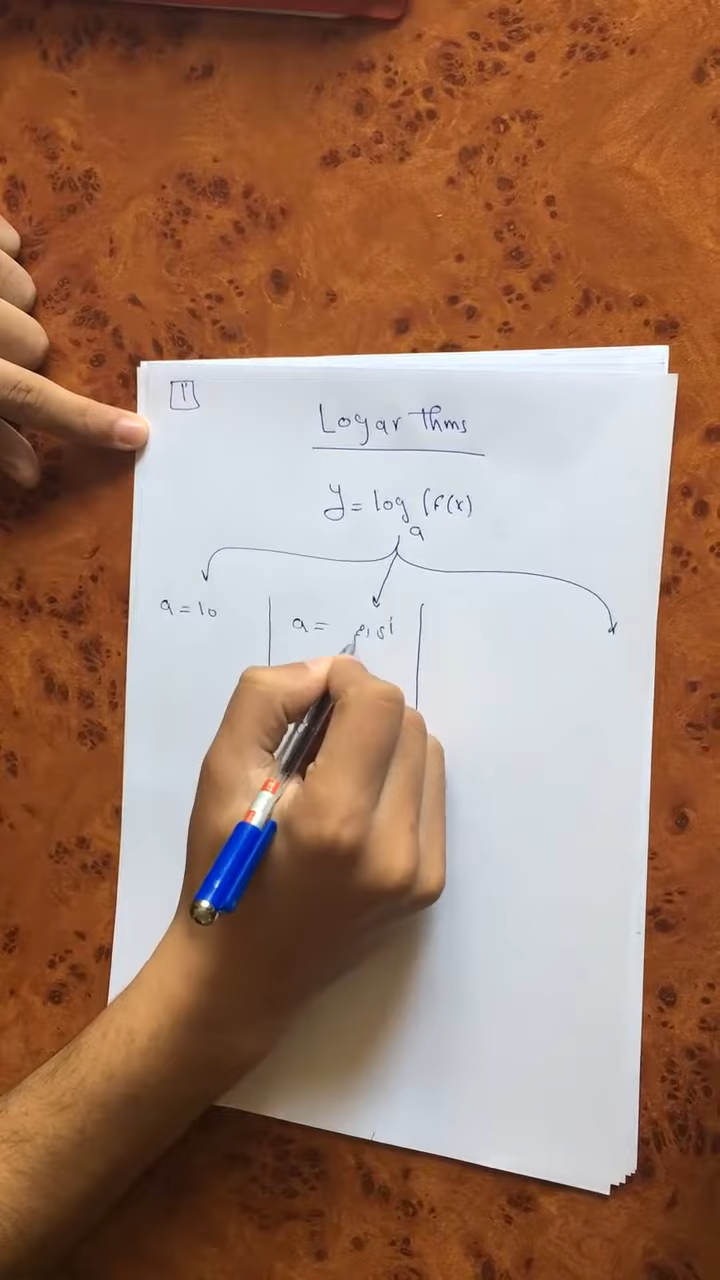 1
Logarithms
y = log a (f(x)
a = 10
a =